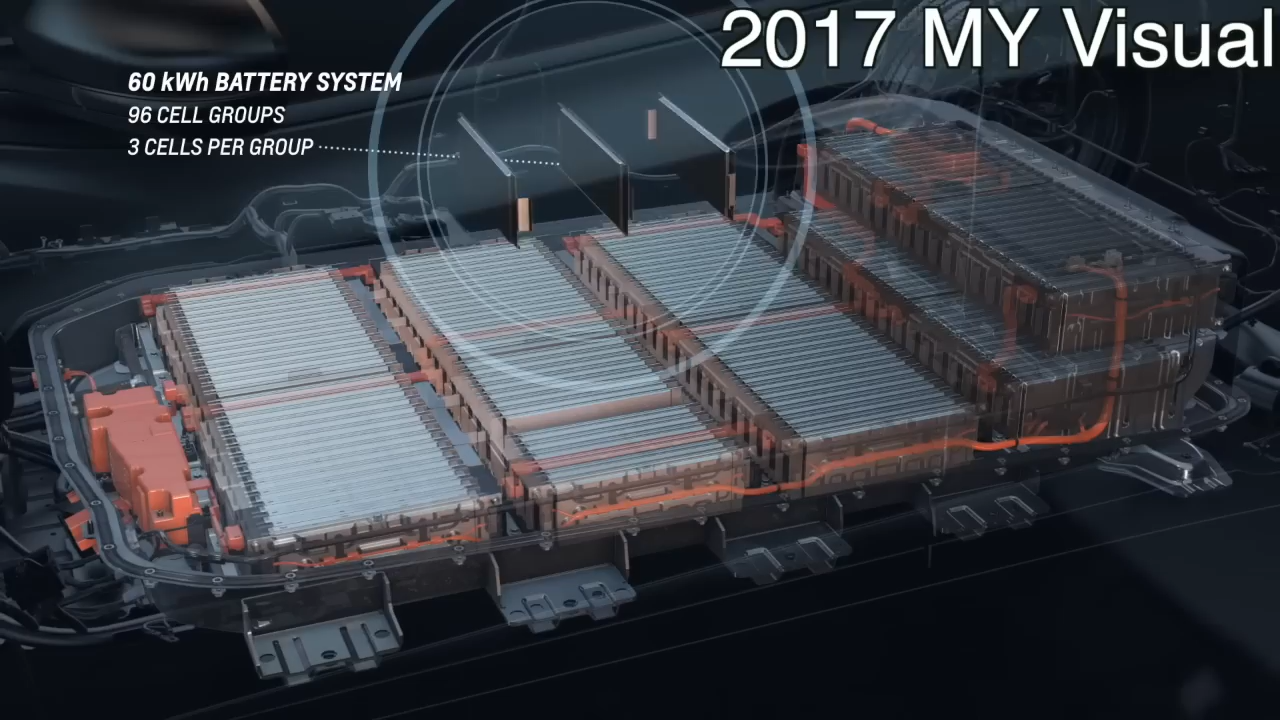 2017 MY Visual
60 kWh BATTERY SYSTEM
96 CELL GROUPS
3 CELLS PER GROUP